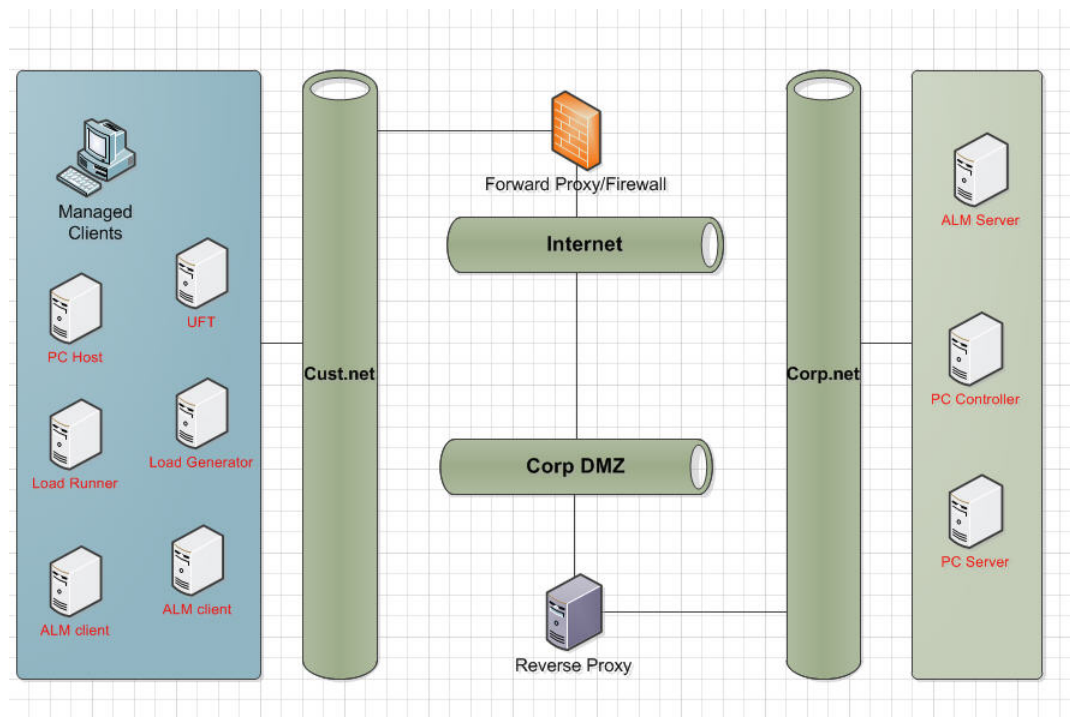 Managed
Clients
UFT
PC Host
Load Generator
Load Runner
ALM client
ALM client
Cust.net
Forward Proxy/Firewall
Internet
Corp DMZ
Reverse Proxy
Corp.net
ALM Server
PC Controller
PC Server